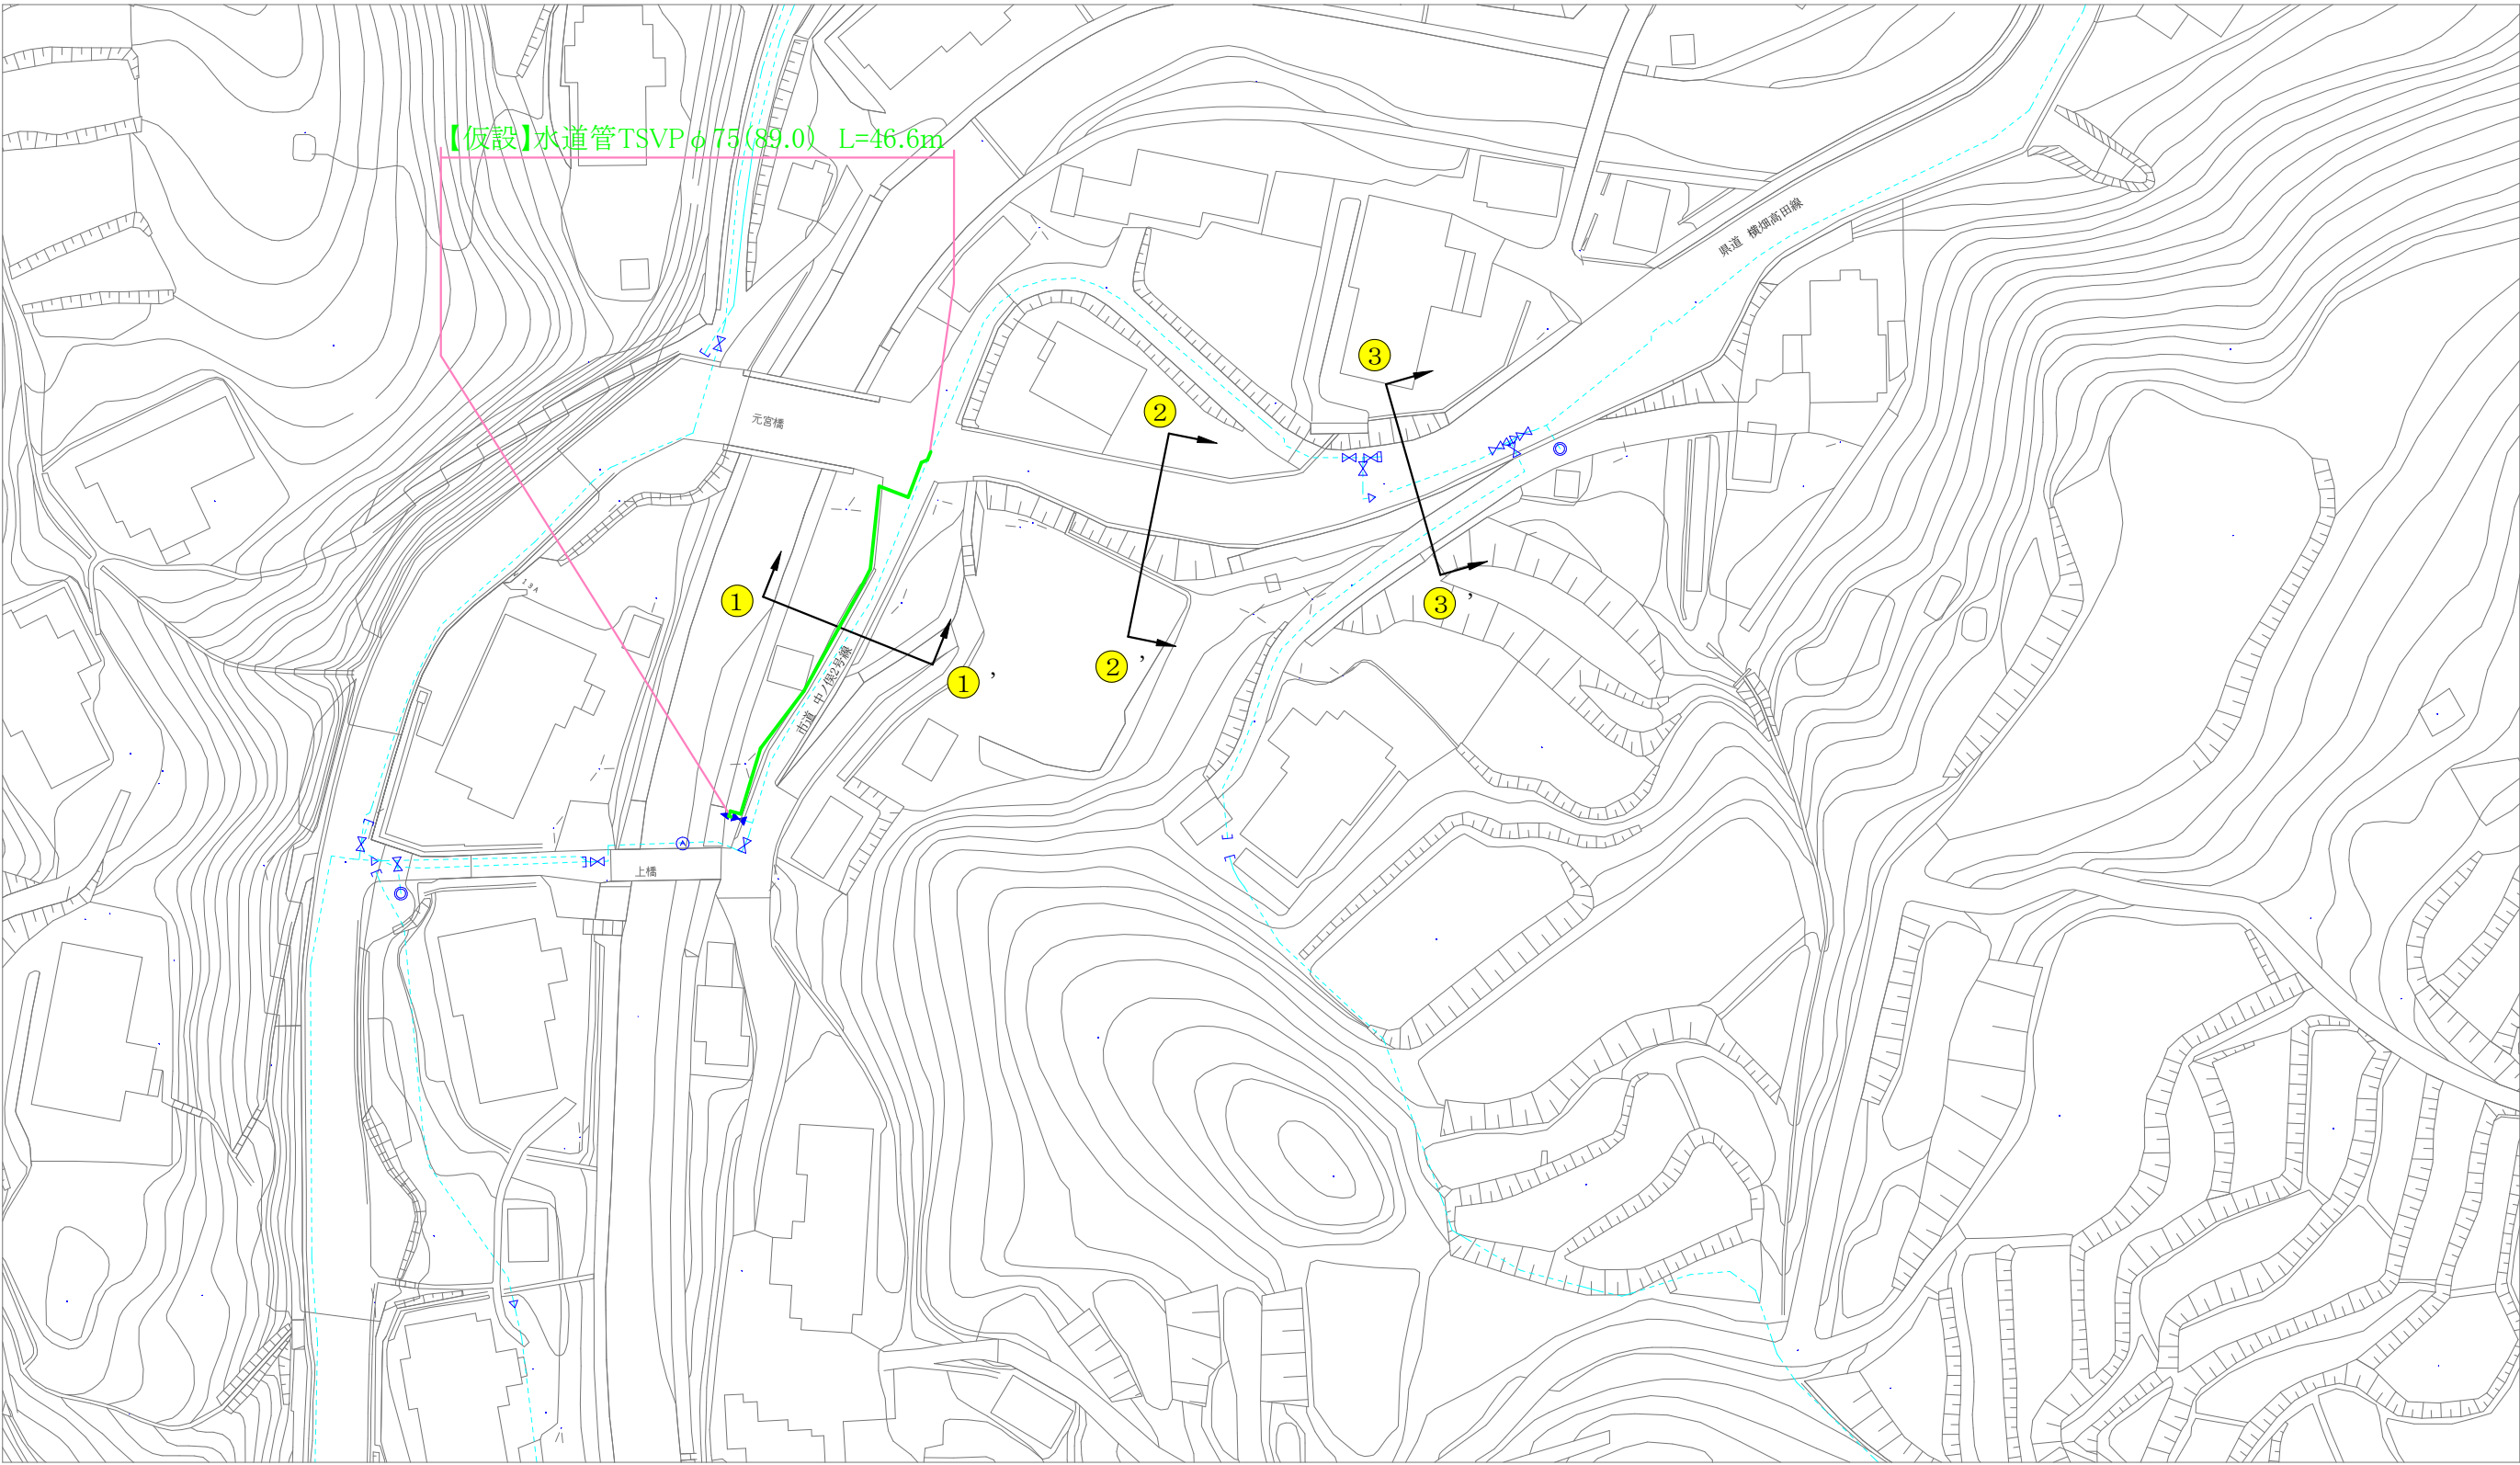 【仮設】水道管TSVPφ75(89.0) L=46.6m
県道 横畑高田線
③
②
元宮橋
①
③’
②’
①’
市道 中ノ俣2号線
上橋